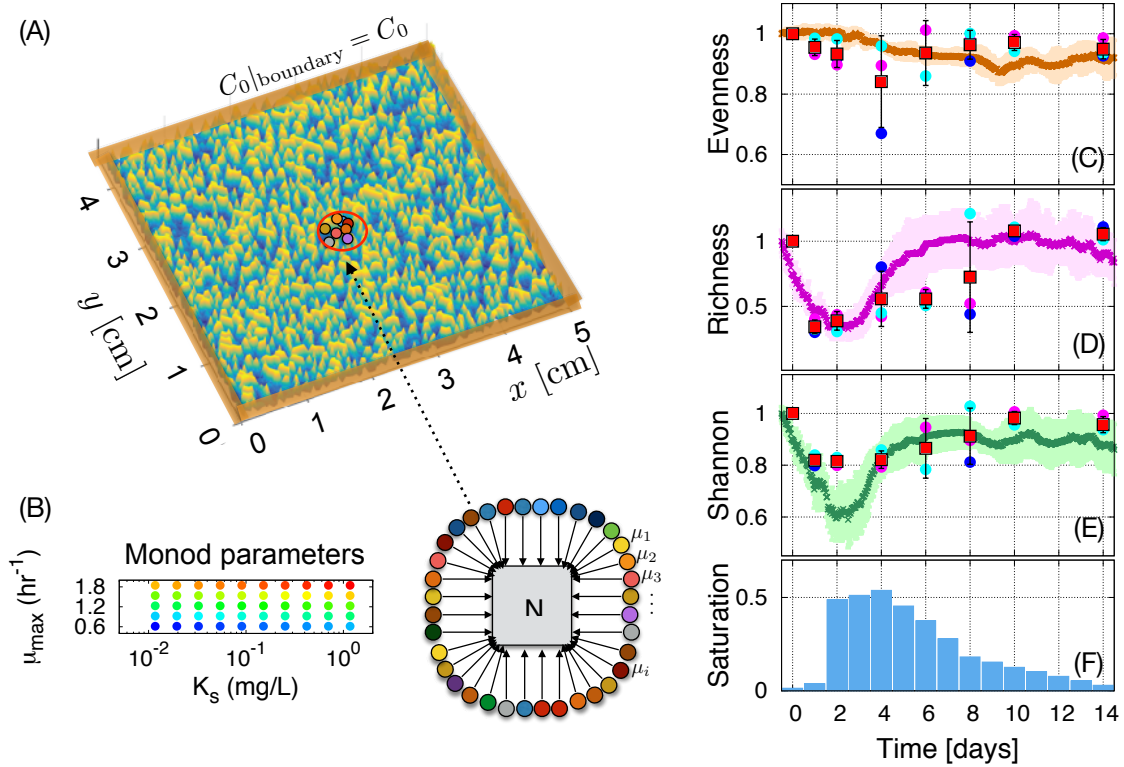 (A)
C₀|boundary = C₀
4
3
2
1
0
y [cm]
0
1
2
3
4
5
x [cm]
(B)
Monod parameters
μmax (hr⁻¹)
1.8
1.2
0.6
10⁻²
10⁻¹
10⁰
Kₛ (mg/L)
N
μ₁
μ₂
μ₃
⋮
μᵢ
Evenness
1
0.8
0.6
(C)
Richness
1
0.5
(D)
Shannon
1
0.8
0.6
(E)
Saturation
0.5
0
(F)
0 2 4 6 8 10 12 14
Time [days]